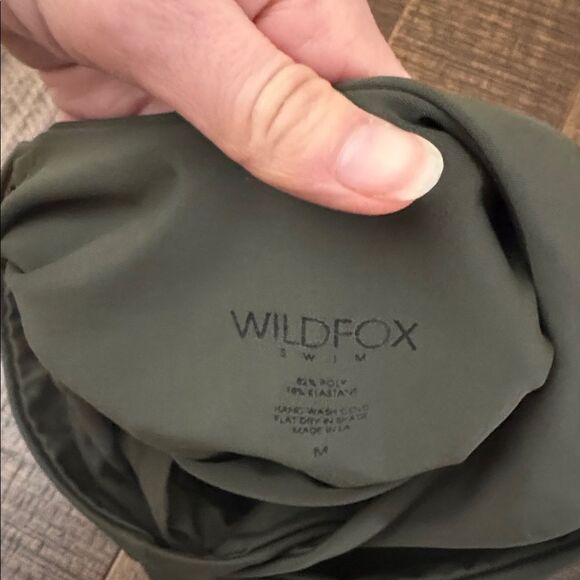 WILDFOX
SWIM
82% POLY
18% ELASTANE
HAND WASH COLD
FLAT DRY IN SHADE
MADE IN LA
M